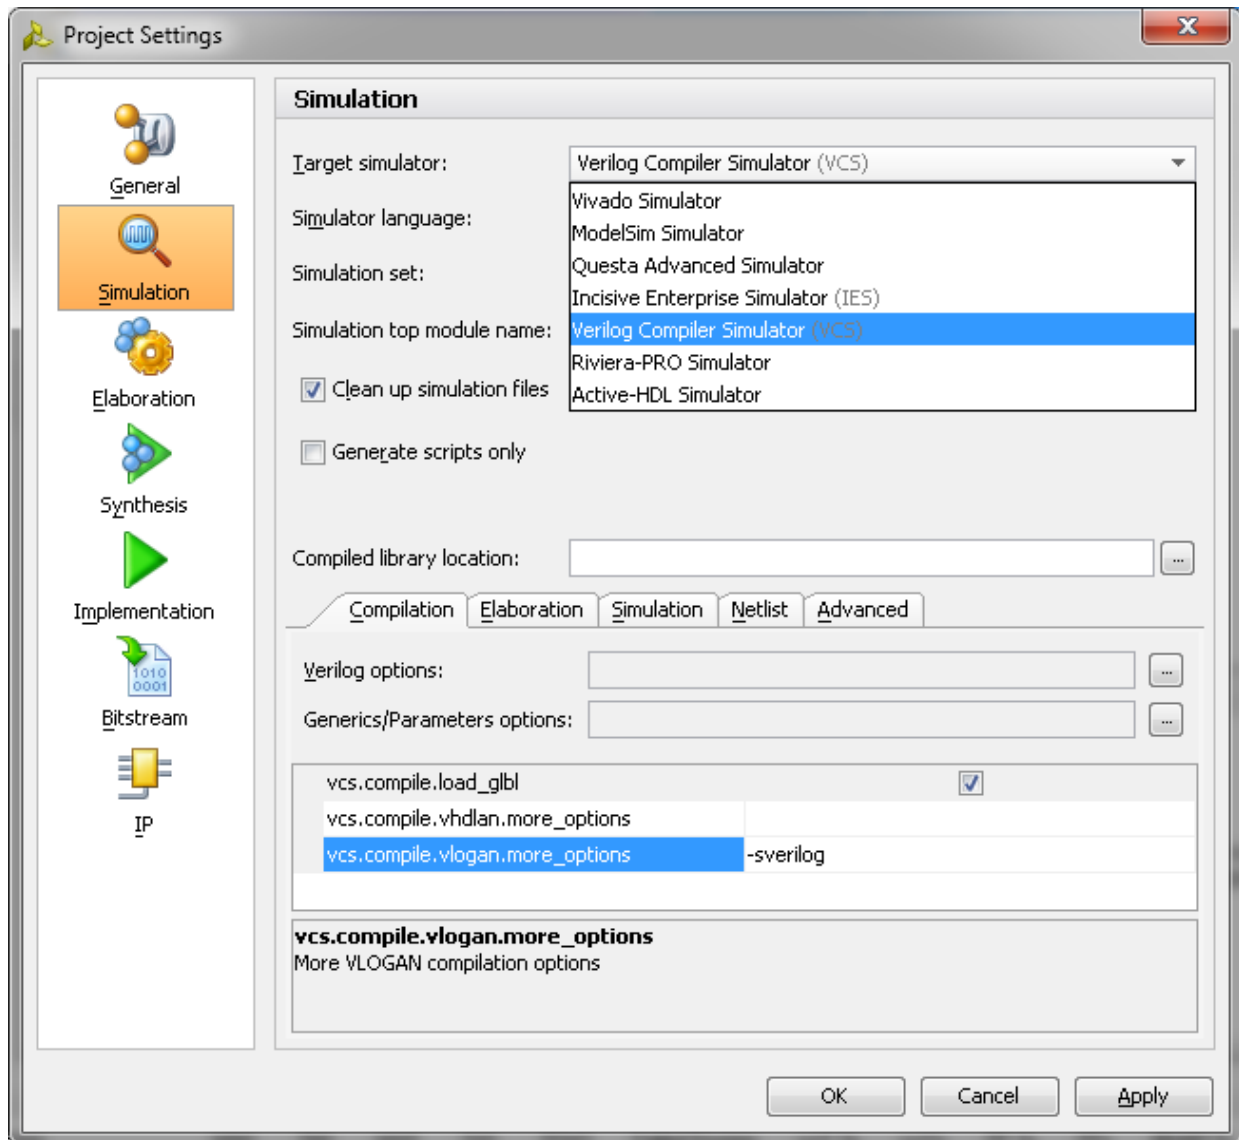 Project Settings
General
Simulation
Elaboration
Synthesis
Implementation
1010
0001
Bitstream
IP
Simulation
Target simulator: Verilog Compiler Simulator (VCS)
Vivado Simulator
Simulator language:
ModelSim Simulator
Questa Advanced Simulator
Simulation set:
Incisive Enterprise Simulator (IES)
Simulation top module name: Verilog Compiler Simulator (VCS)
Riviera-PRO Simulator
Clean up simulation files
Active-HDL Simulator
Generate scripts only
Compiled library location: ...
Compilation Elaboration Simulation Netlist Advanced
Verilog options: ...
Generics/Parameters options: ...
vcs.compile.load_glbl
vcs.compile.vhdlan.more_options
vcs.compile.vlogan.more_options -sverilog
vcs.compile.vlogan.more_options
More VLOGAN compilation options
OK Cancel Apply